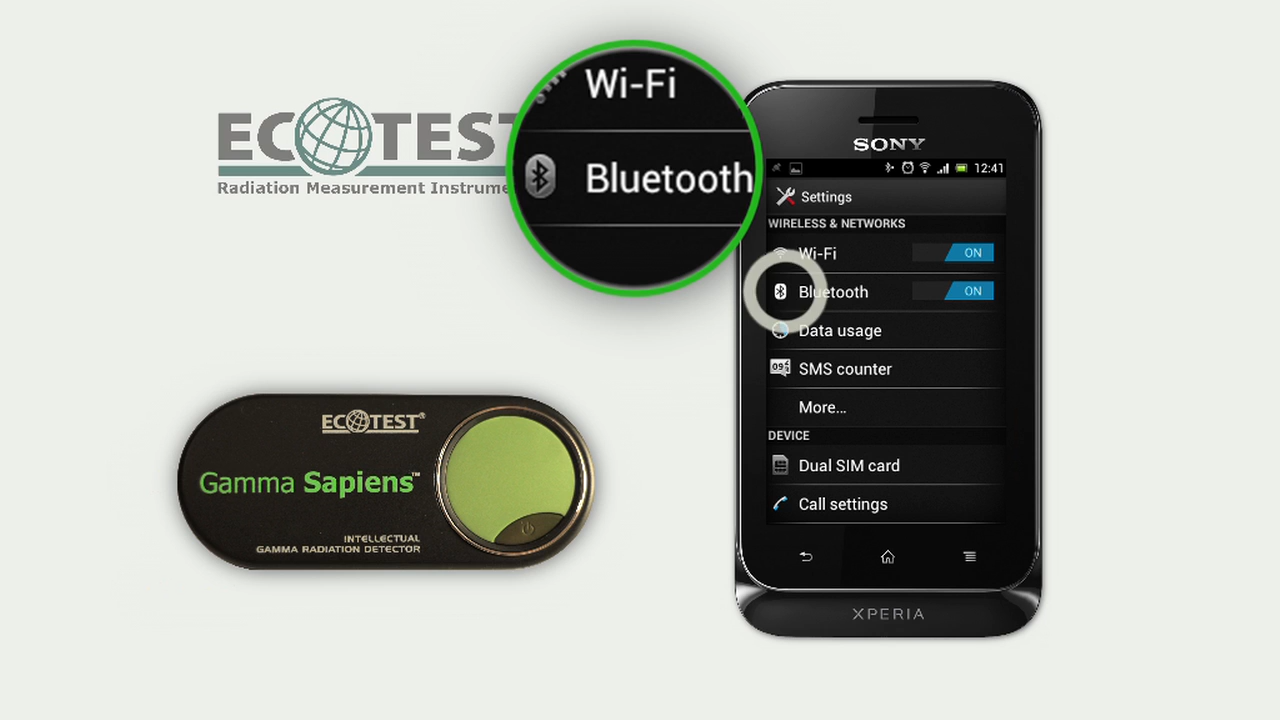 ECOTEST
Radiation Measurement Instrume
Wi-Fi
Bluetooth
SONY
12:41
Settings
WIRELESS & NETWORKS
Wi-Fi ON
Bluetooth ON
Data usage
SMS counter
More...
DEVICE
Dual SIM card
Call settings
XPERIA
ECOTEST®
Gamma Sapiens™
INTELLECTUAL
GAMMA RADIATION DETECTOR